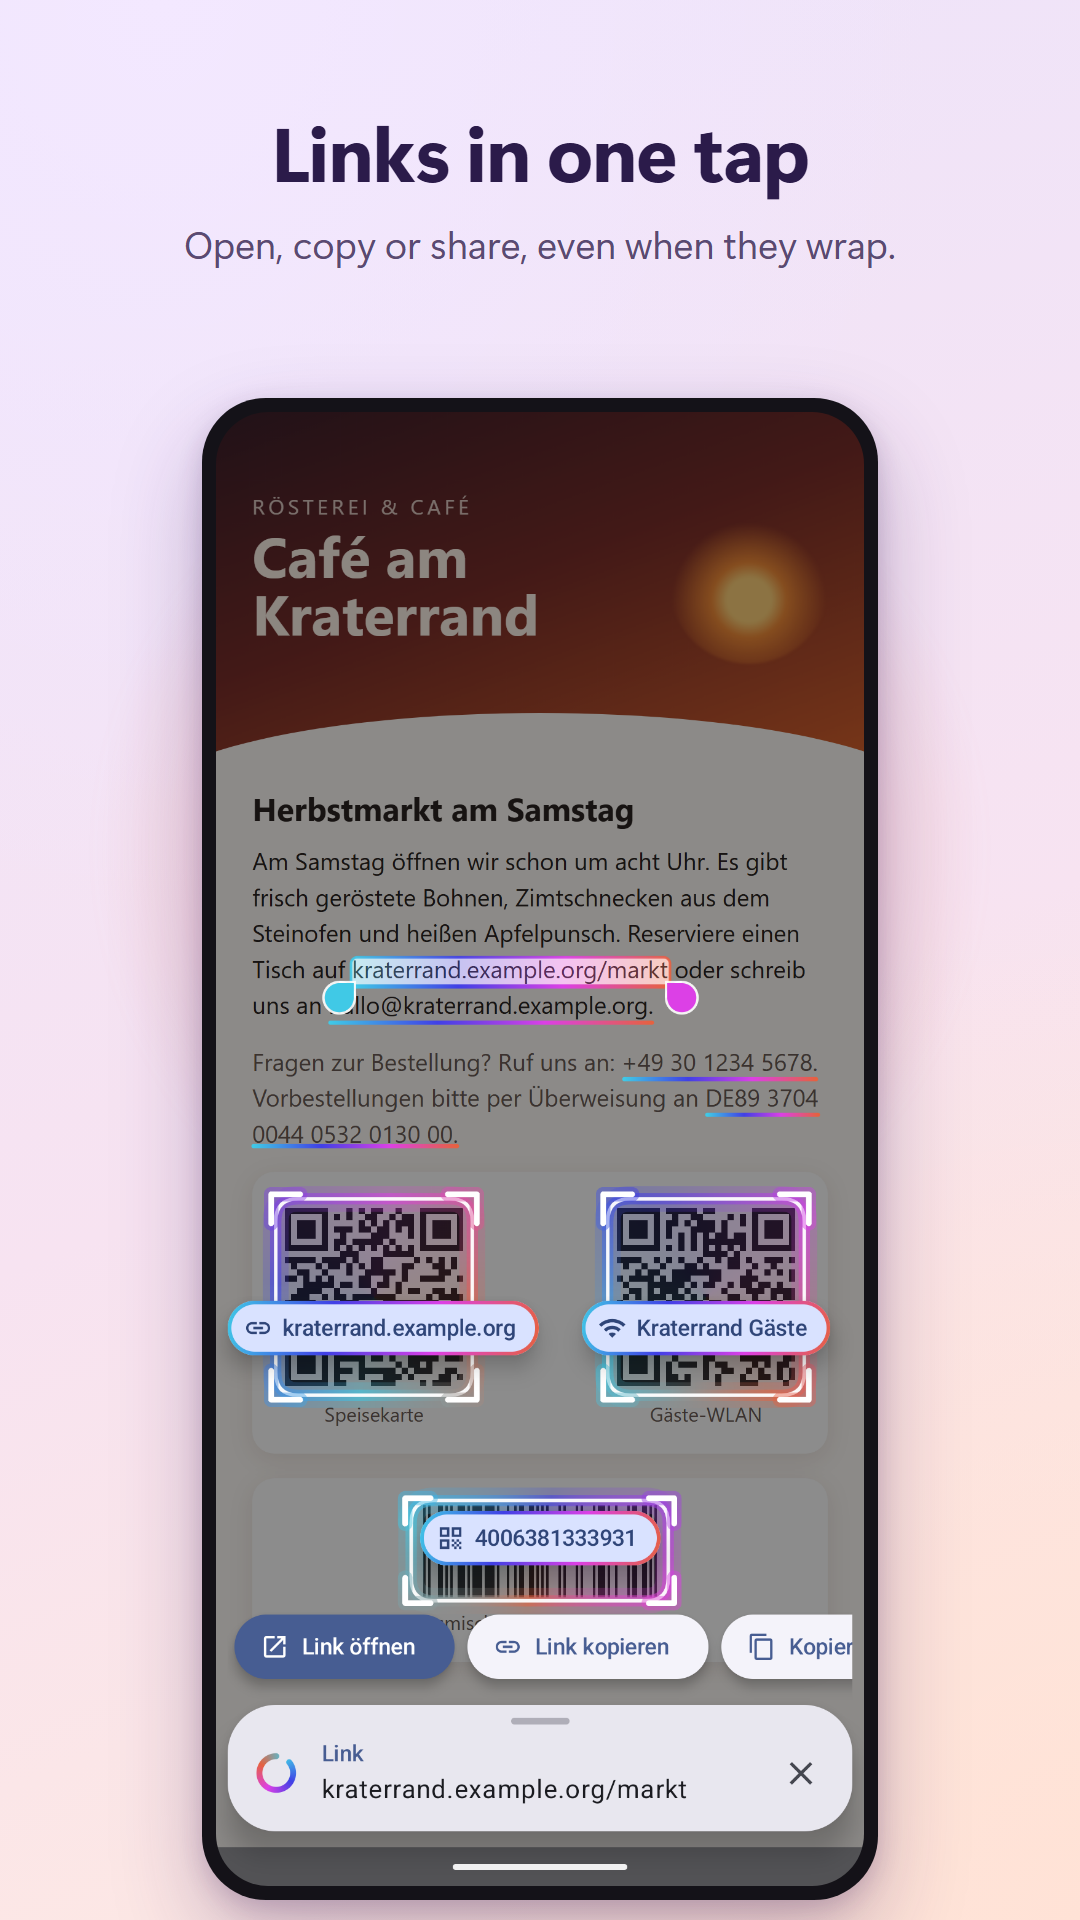 Links in one tap
Open, copy or share, even when they wrap.
RÖSTEREI & CAFÉ
Café am
Kraterrand
Herbstmarkt am Samstag
Am Samstag öffnen wir schon um acht Uhr. Es gibt
frisch geröstete Bohnen, Zimtschnecken aus dem
Steinofen und heißen Apfelpunsch. Reserviere einen
Tisch auf kraterrand.example.org/markt oder schreib
uns an allo@kraterrand.example.org.
Fragen zur Bestellung? Ruf uns an: +49 30 1234 5678.
Vorbestellungen bitte per Überweisung an DE89 3704
0044 0532 0130 00.
kraterrand.example.org
Kraterrand Gäste
Speisekarte
Gäste-WLAN
4006381333931
Link öffnen
Link kopieren
Kopier
Link
kraterrand.example.org/markt